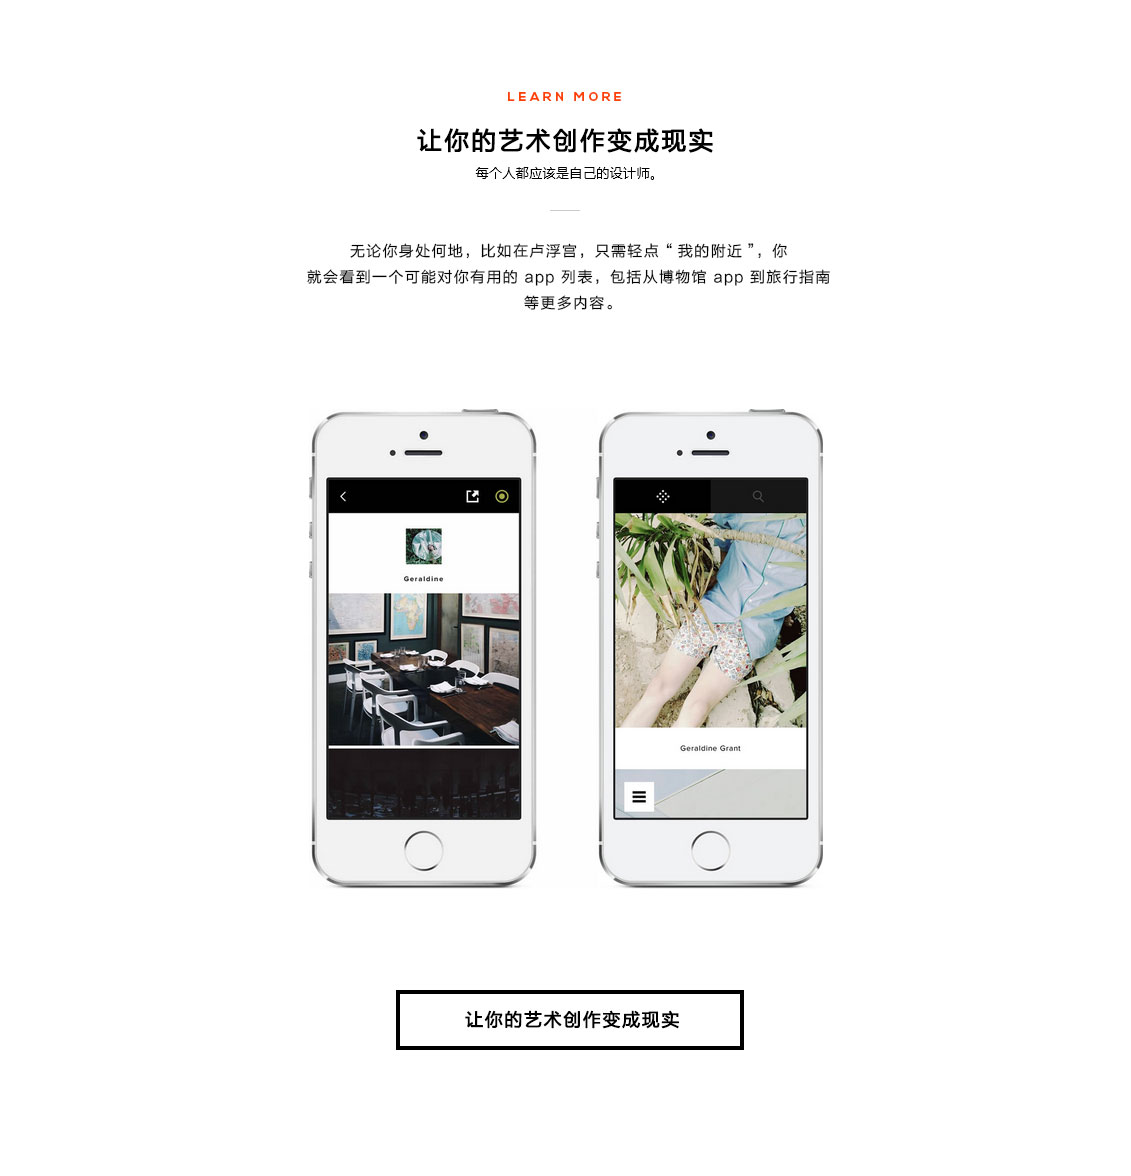 LEARN MORE
让你的艺术创作变成现实
每个人都应该是自己的设计师。
无论你身处何地，比如在卢浮宫，只需轻点“我的附近”，你
就会看到一个可能对你有用的 app 列表，包括从博物馆 app 到旅行指南
等更多内容。
Geraldine
Geraldine Grant
让你的艺术创作变成现实